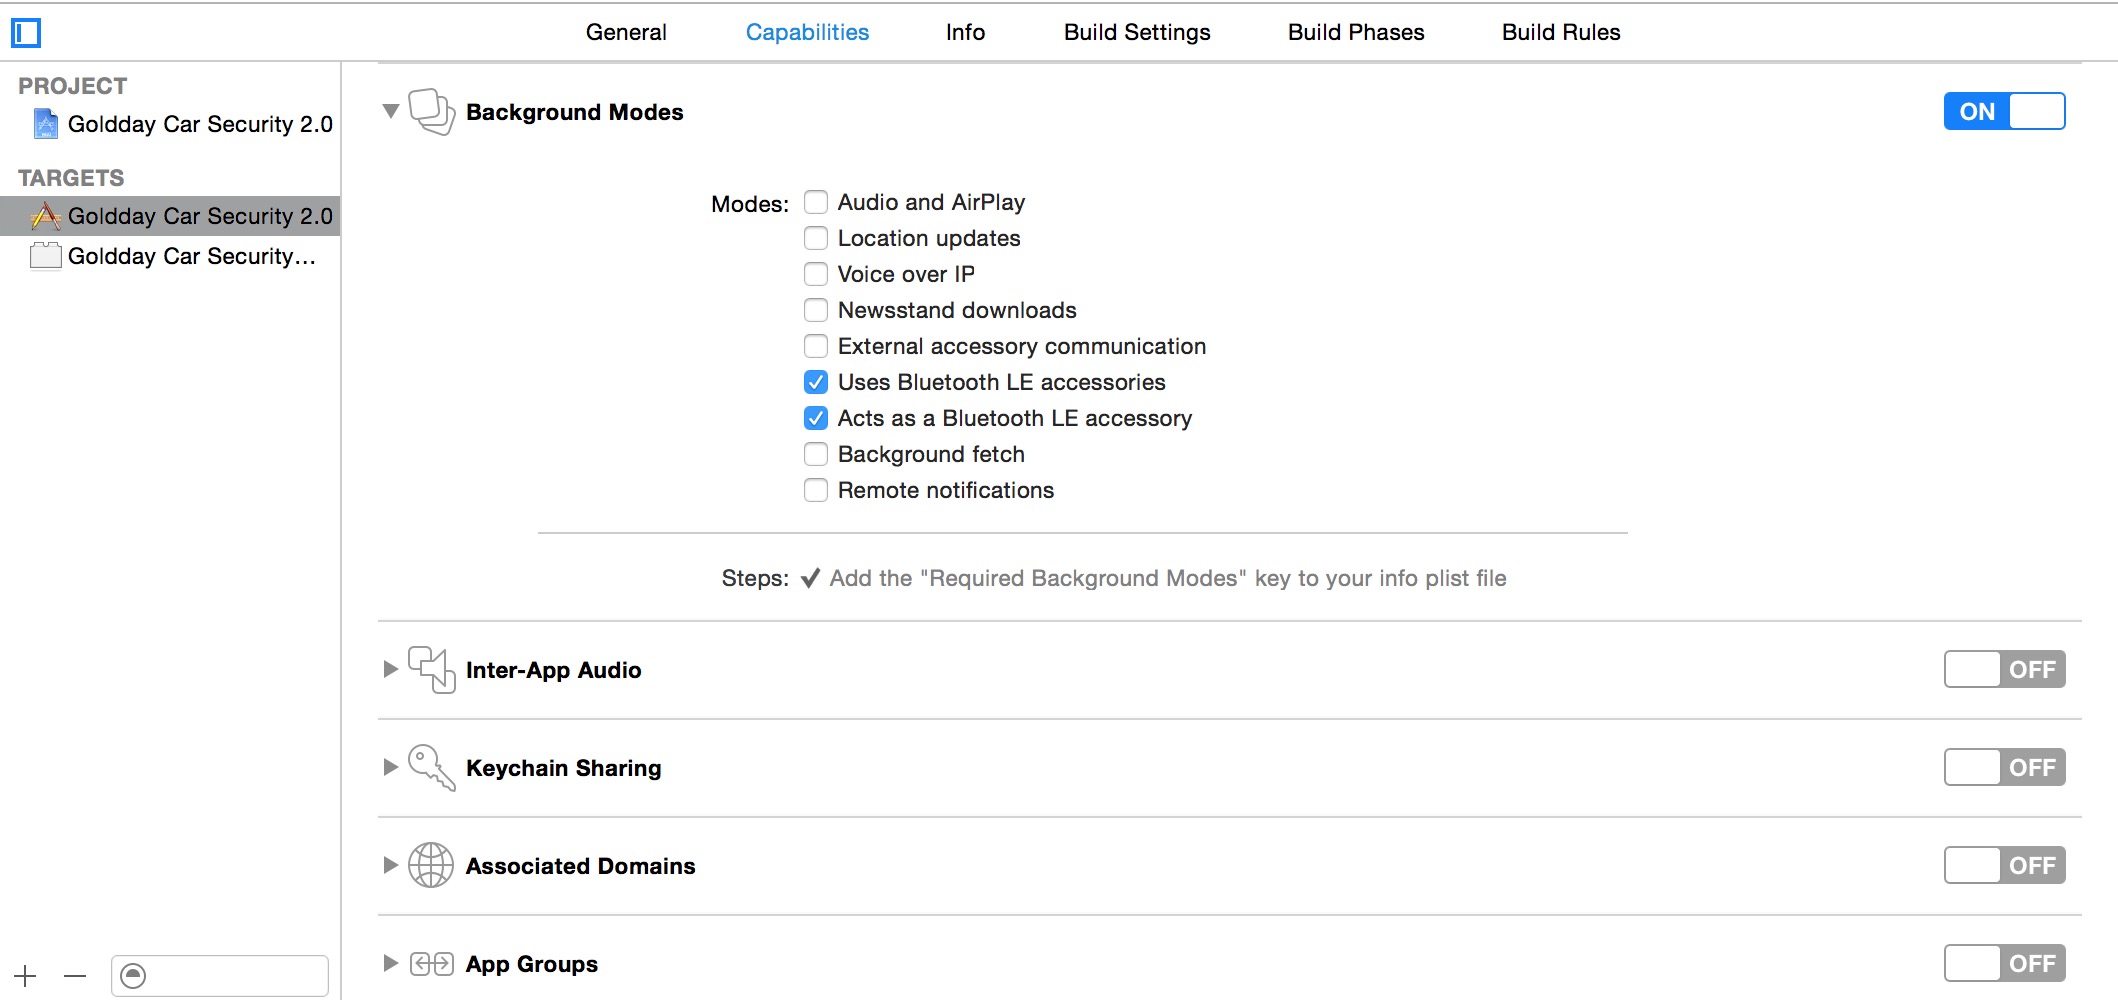 General Capabilities Info Build Settings Build Phases Build Rules
PROJECT
Goldday Car Security 2.0
TARGETS
Goldday Car Security 2.0
Goldday Car Security...
Background Modes ON
Modes: Audio and AirPlay
Location updates
Voice over IP
Newsstand downloads
External accessory communication
Uses Bluetooth LE accessories
Acts as a Bluetooth LE accessory
Background fetch
Remote notifications
Steps: ✓ Add the "Required Background Modes" key to your info plist file
Inter-App Audio OFF
Keychain Sharing OFF
Associated Domains OFF
App Groups OFF